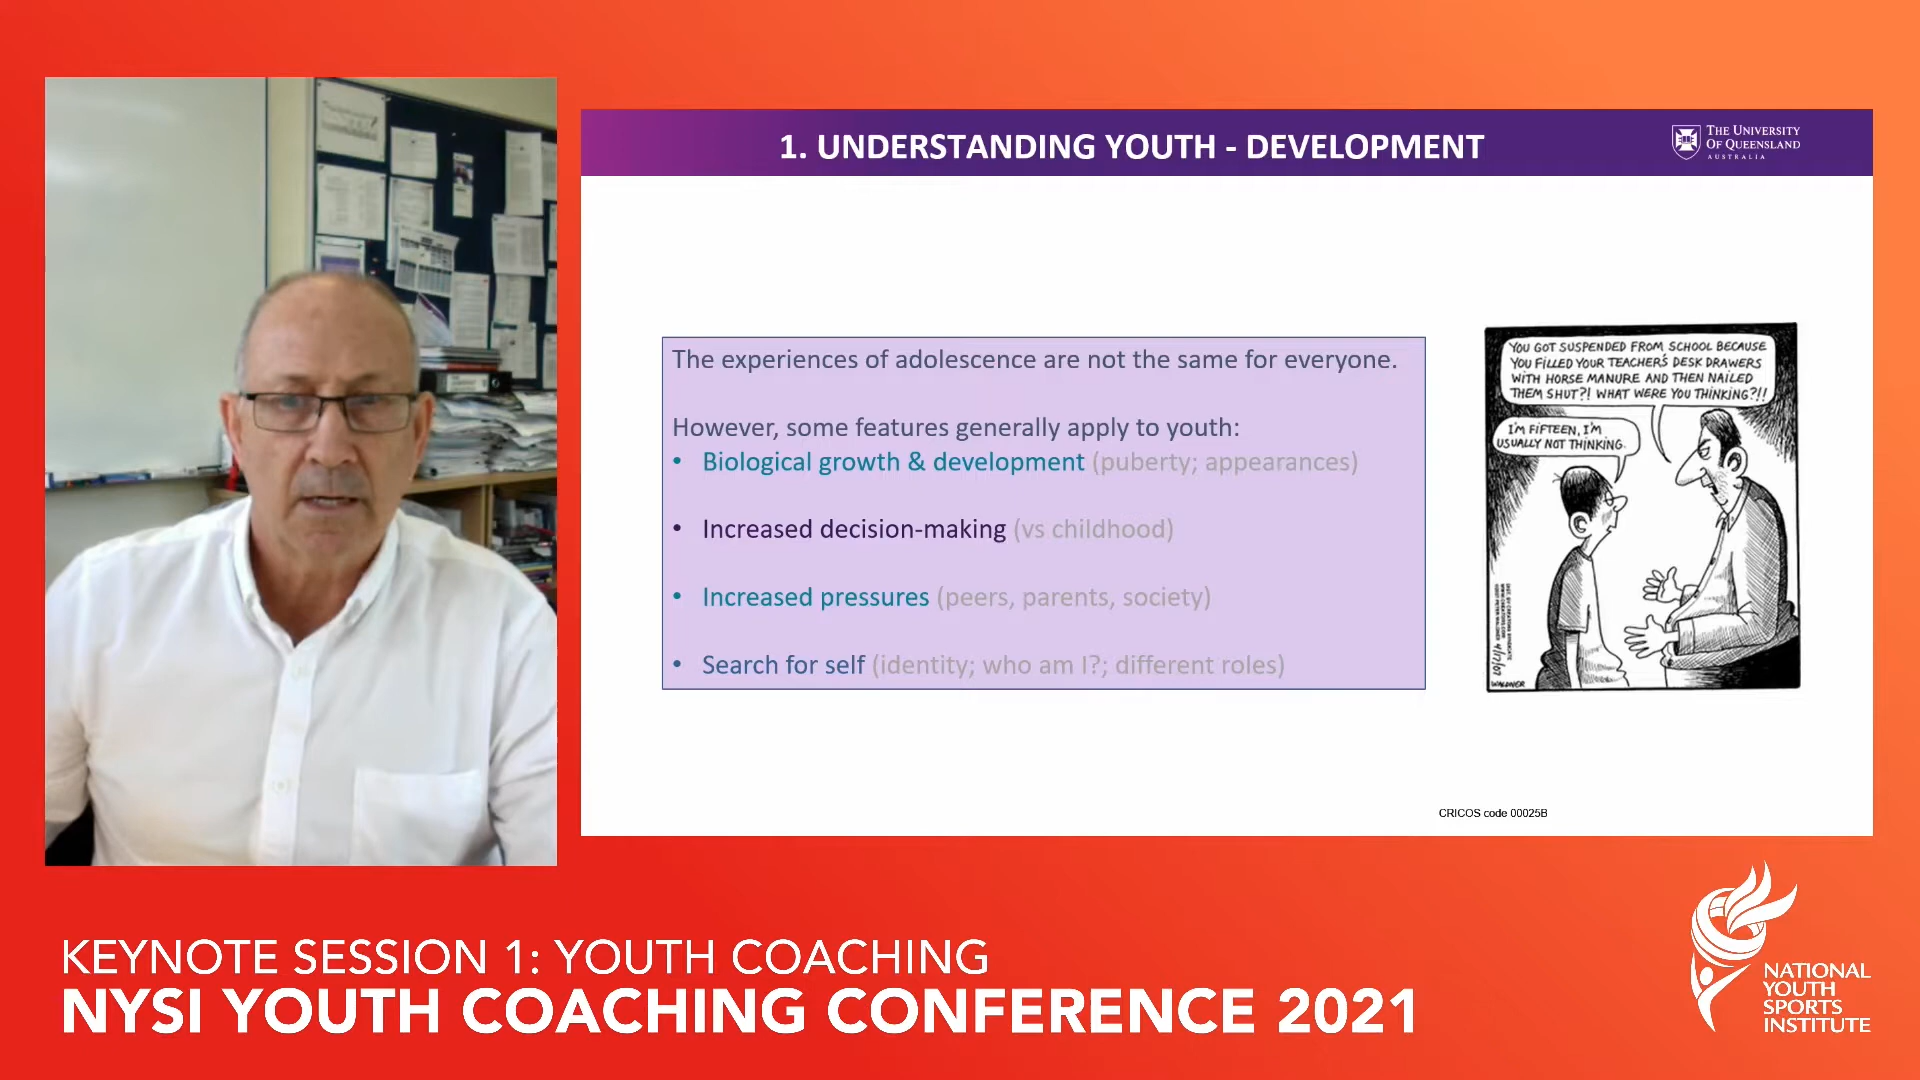 1. UNDERSTANDING YOUTH - DEVELOPMENT
THE UNIVERSITY
OF QUEENSLAND
AUSTRALIA
The experiences of adolescence are not the same for everyone.
However, some features generally apply to youth:
• Biological growth & development (puberty; appearances)
• Increased decision-making (vs childhood)
• Increased pressures (peers, parents, society)
• Search for self (identity; who am I?; different roles)
YOU GOT SUSPENDED FROM SCHOOL BECAUSE
YOU FILLED YOUR TEACHER'S DESK DRAWERS
WITH HORSE MANURE AND THEN NAILED
THEM SHUT?! WHAT WERE YOU THINKING?!!
I'M FIFTEEN, I'M
USUALLY NOT THINKING.
4/17/07
CRICOS code 00025B
KEYNOTE SESSION 1: YOUTH COACHING
NYSI YOUTH COACHING CONFERENCE 2021
NATIONAL
YOUTH
SPORTS
INSTITUTE